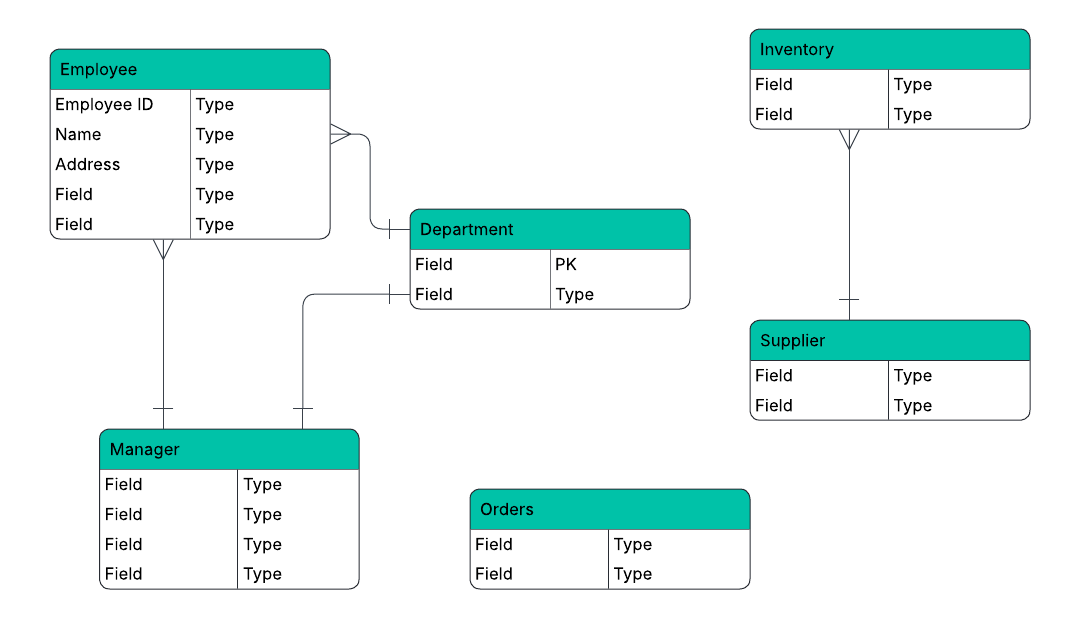 Employee
Employee ID Type
Name Type
Address Type
Field Type
Field Type
Inventory
Field Type
Field Type
Department
Field PK
Field Type
Supplier
Field Type
Field Type
Manager
Field Type
Field Type
Field Type
Field Type
Orders
Field Type
Field Type